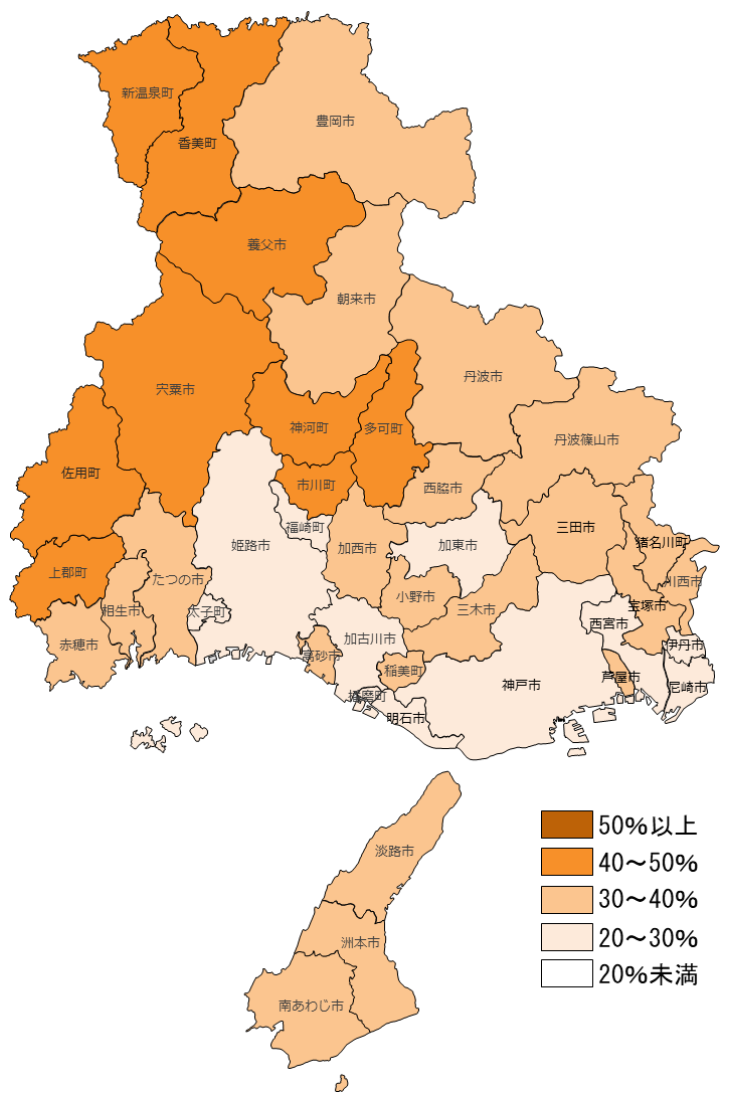 新温泉町
香美町
豊岡市
養父市
朝来市
宍粟市
丹波市
神河町
多可町
丹波篠山市
佐用町
市川町
西脇市
福崎町
三田市
姫路市
加西市
加東市
猪名川町
上郡町
たつの市
川西市
相生市
太子町
小野市
三木市
宝塚市
赤穂市
加古川市
西宮市
伊丹市
高砂市
稲美町
神戸市
芦屋市
尼崎市
播磨町
明石市
淡路市
洲本市
南あわじ市
50%以上
40～50%
30～40%
20～30%
20%未満